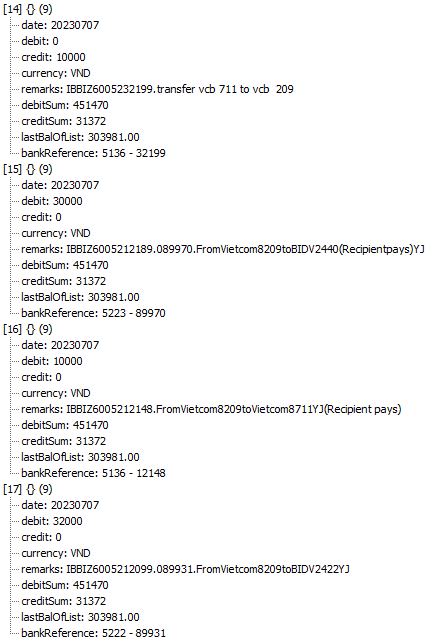 [14] {} (9)
date: 20230707
debit: 0
credit: 10000
currency: VND
remarks: IBBIZ6005232199.transfer vcb 711 to vcb  209
debitSum: 451470
creditSum: 31372
lastBalOfList: 303981.00
bankReference: 5136 - 32199
[15] {} (9)
date: 20230707
debit: 30000
credit: 0
currency: VND
remarks: IBBIZ6005212189.089970.FromVietcom8209toBIDV2440(Recipientpays)YJ
debitSum: 451470
creditSum: 31372
lastBalOfList: 303981.00
bankReference: 5223 - 89970
[16] {} (9)
date: 20230707
debit: 10000
credit: 0
currency: VND
remarks: IBBIZ6005212148.FromVietcom8209toVietcom8711YJ(Recipient pays)
debitSum: 451470
creditSum: 31372
lastBalOfList: 303981.00
bankReference: 5136 - 12148
[17] {} (9)
date: 20230707
debit: 32000
credit: 0
currency: VND
remarks: IBBIZ6005212099.089931.FromVietcom8209toBIDV2422YJ
debitSum: 451470
creditSum: 31372
lastBalOfList: 303981.00
bankReference: 5222 - 89931